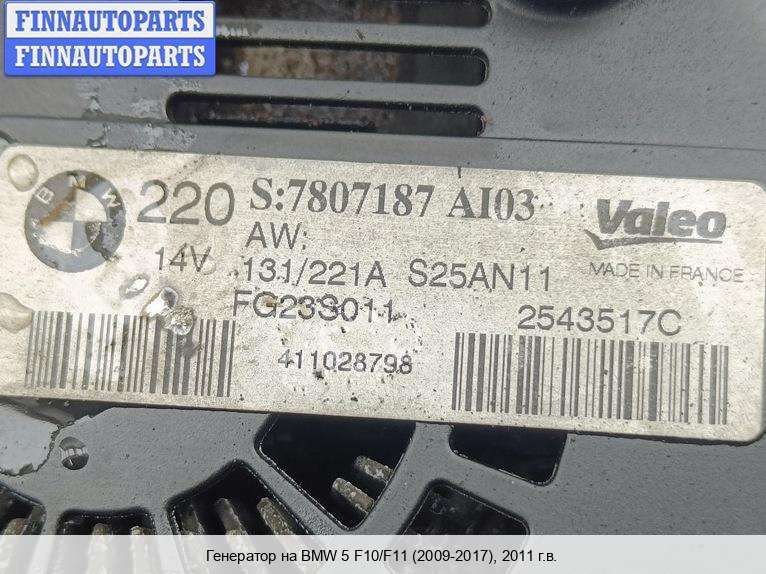 FINNAUTOPARTS
FINNAUTOPARTS
BMW
220 S:7807187 AI03
Valeo
AW:
14V 131/221A S25AN11
MADE IN FRANCE
FG23S011
2543517C
411028798
Генератор на BMW 5 F10/F11 (2009-2017), 2011 г.в.